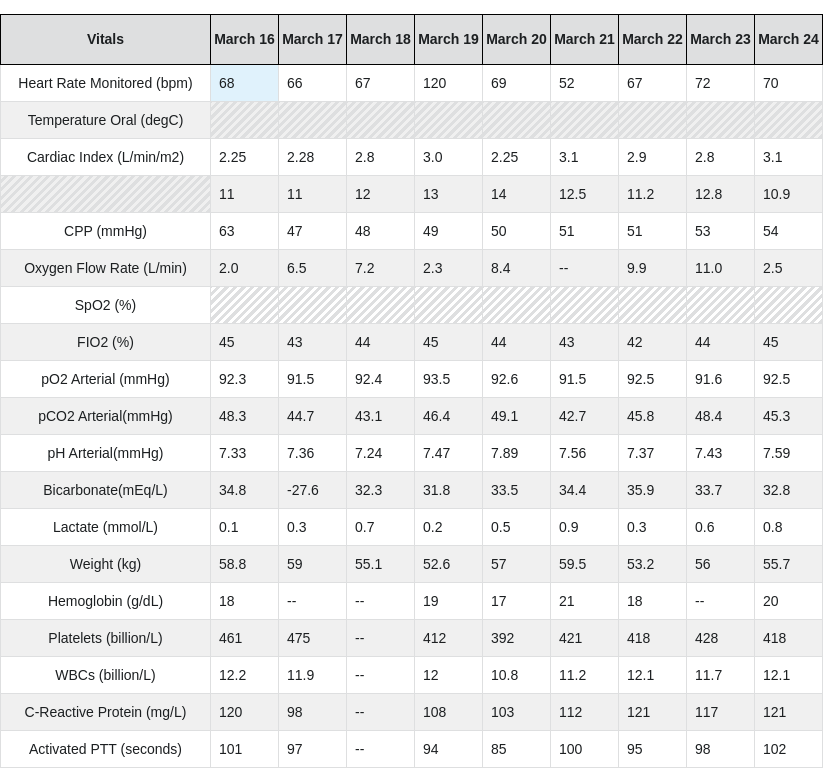 Vitals March 16 March 17 March 18 March 19 March 20 March 21 March 22 March 23 March 24
Heart Rate Monitored (bpm) 68 66 67 120 69 52 67 72 70
Temperature Oral (degC)
Cardiac Index (L/min/m2) 2.25 2.28 2.8 3.0 2.25 3.1 2.9 2.8 3.1
11 11 12 13 14 12.5 11.2 12.8 10.9
CPP (mmHg) 63 47 48 49 50 51 51 53 54
Oxygen Flow Rate (L/min) 2.0 6.5 7.2 2.3 8.4 -- 9.9 11.0 2.5
SpO2 (%)
FIO2 (%) 45 43 44 45 44 43 42 44 45
pO2 Arterial (mmHg) 92.3 91.5 92.4 93.5 92.6 91.5 92.5 91.6 92.5
pCO2 Arterial(mmHg) 48.3 44.7 43.1 46.4 49.1 42.7 45.8 48.4 45.3
pH Arterial(mmHg) 7.33 7.36 7.24 7.47 7.89 7.56 7.37 7.43 7.59
Bicarbonate(mEq/L) 34.8 -27.6 32.3 31.8 33.5 34.4 35.9 33.7 32.8
Lactate (mmol/L) 0.1 0.3 0.7 0.2 0.5 0.9 0.3 0.6 0.8
Weight (kg) 58.8 59 55.1 52.6 57 59.5 53.2 56 55.7
Hemoglobin (g/dL) 18 -- -- 19 17 21 18 -- 20
Platelets (billion/L) 461 475 -- 412 392 421 418 428 418
WBCs (billion/L) 12.2 11.9 -- 12 10.8 11.2 12.1 11.7 12.1
C-Reactive Protein (mg/L) 120 98 -- 108 103 112 121 117 121
Activated PTT (seconds) 101 97 -- 94 85 100 95 98 102